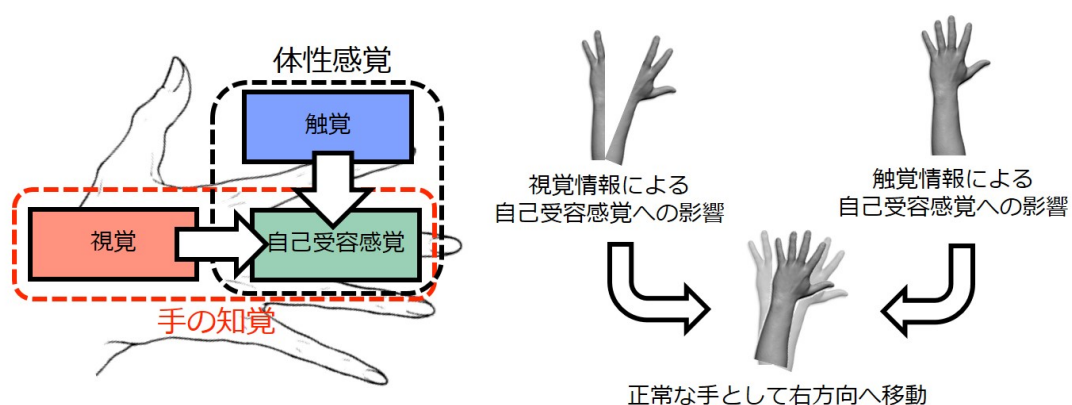 体性感覚
触覚
視覚
自己受容感覚
手の知覚
視覚情報による
自己受容感覚への影響
触覚情報による
自己受容感覚への影響
正常な手として右方向へ移動